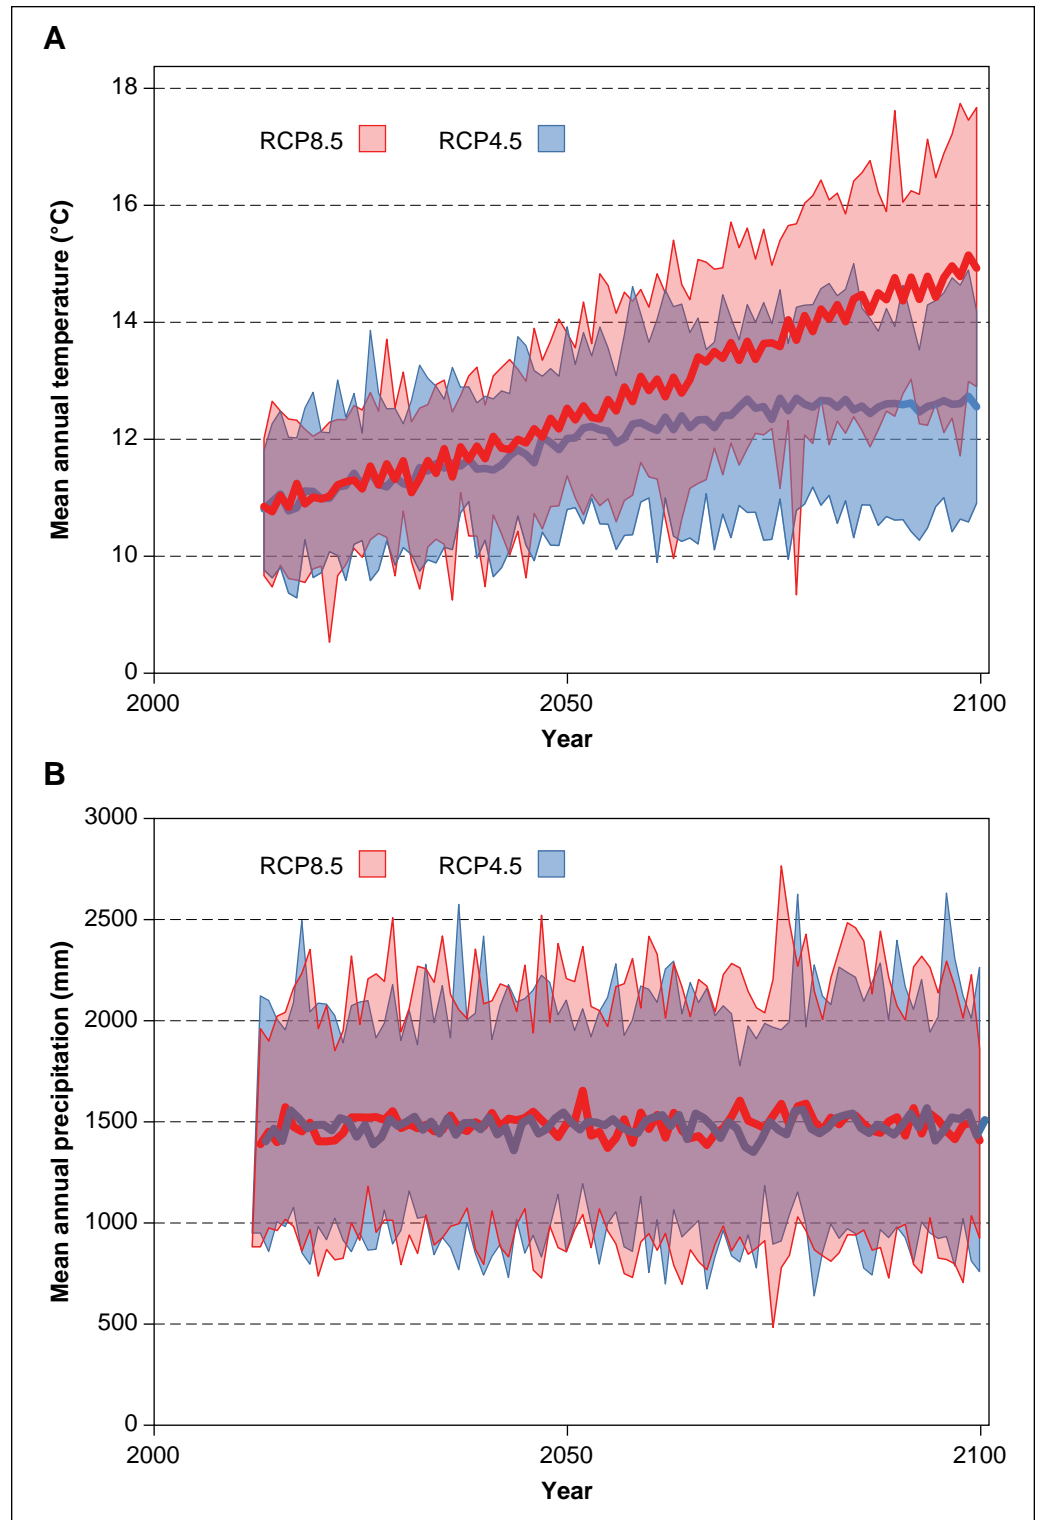 A
18
16
14
12
10
0
Mean annual temperature (°C)
RCP8.5 RCP4.5
2000 2050 2100
Year
B
3000
2500
2000
1500
1000
500
0
Mean annual precipitation (mm)
RCP8.5 RCP4.5
2000 2050 2100
Year